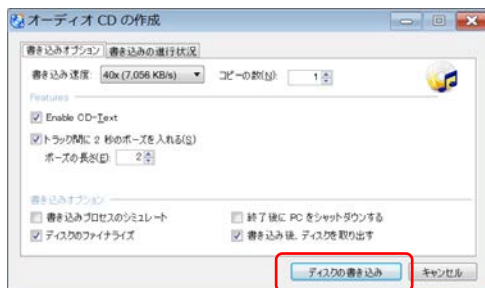 オーディオ CD の作成
書き込みオプション 書き込みの進行状況
書き込み速度: 40x (7,056 KB/s) コピーの数(N): 1
Features
Enable CD-Text
トラック間に 2 秒のポーズを入れる(S)
ポーズの長さ(E): 2
書き込みオプション
書き込みプロセスのシミュレート 終了後に PC をシャットダウンする
ディスクのファイナライズ 書き込み後、ディスクを取り出す
ディスクの書き込み キャンセル